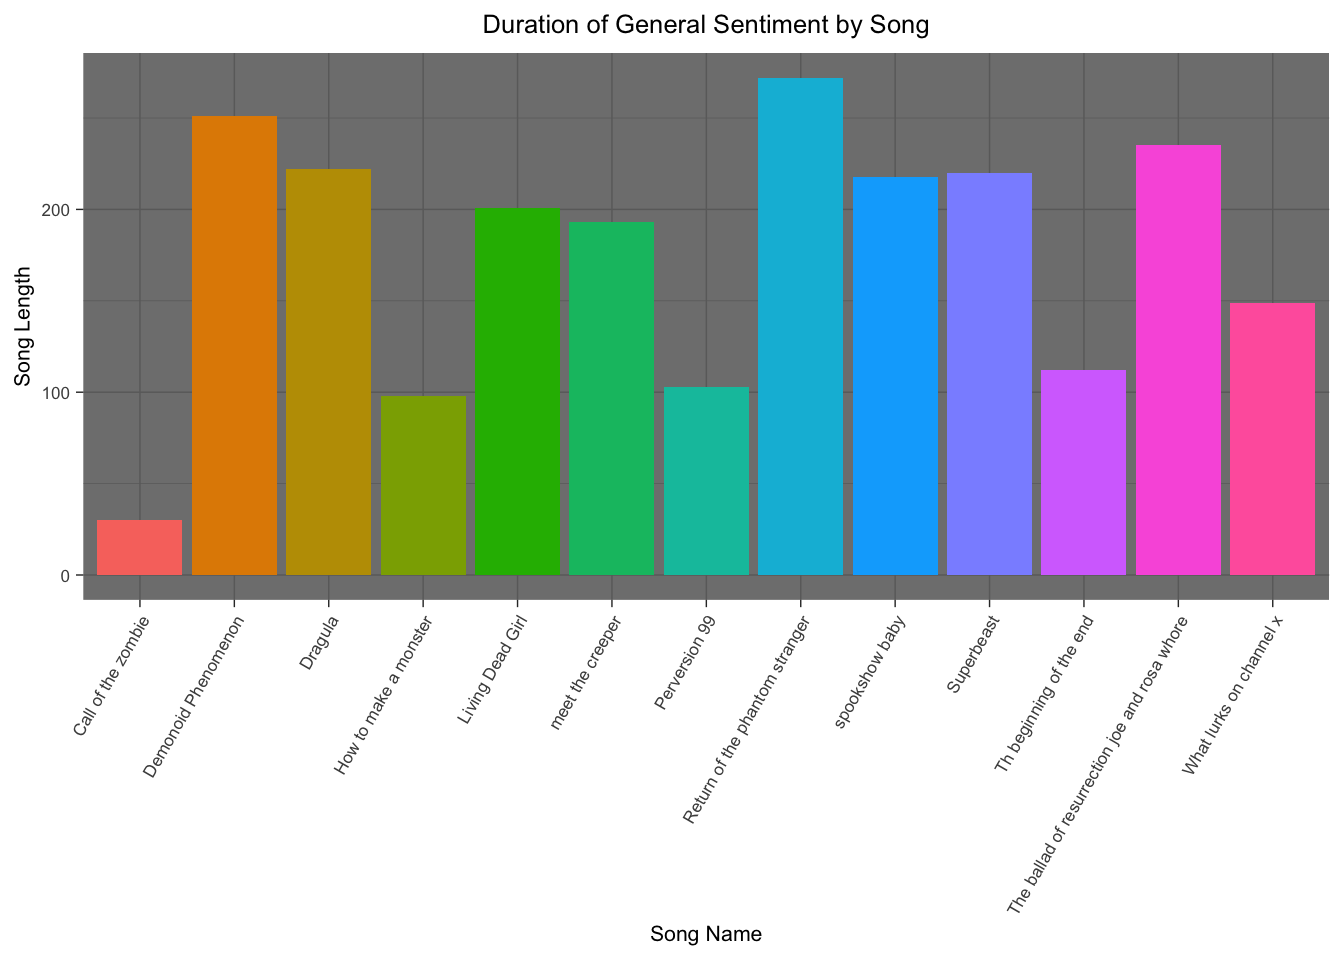 Duration of General Sentiment by Song
Song Length
200
100
0
Call of the zombie
Demonoid Phenomenon
Dragula
How to make a monster
Living Dead Girl
meet the creeper
Perversion 99
Return of the phantom stranger
spookshow baby
Superbeast
Th beginning of the end
The ballad of resurrection joe and rosa whore
What lurks on channel x
Song Name